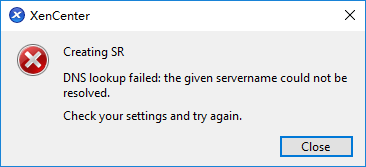 XenCenter
Creating SR
DNS lookup failed: the given servername could not be
resolved.
Check your settings and try again.
Close